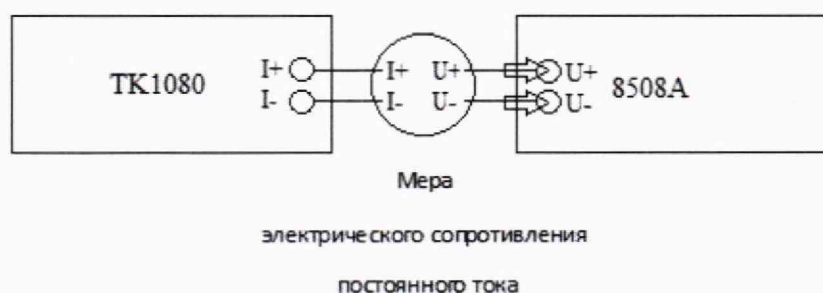 TK1080
I+ I+ U+ U+
I- I- U- U-
8508A
Мера
электрического сопротивления
постоянного тока